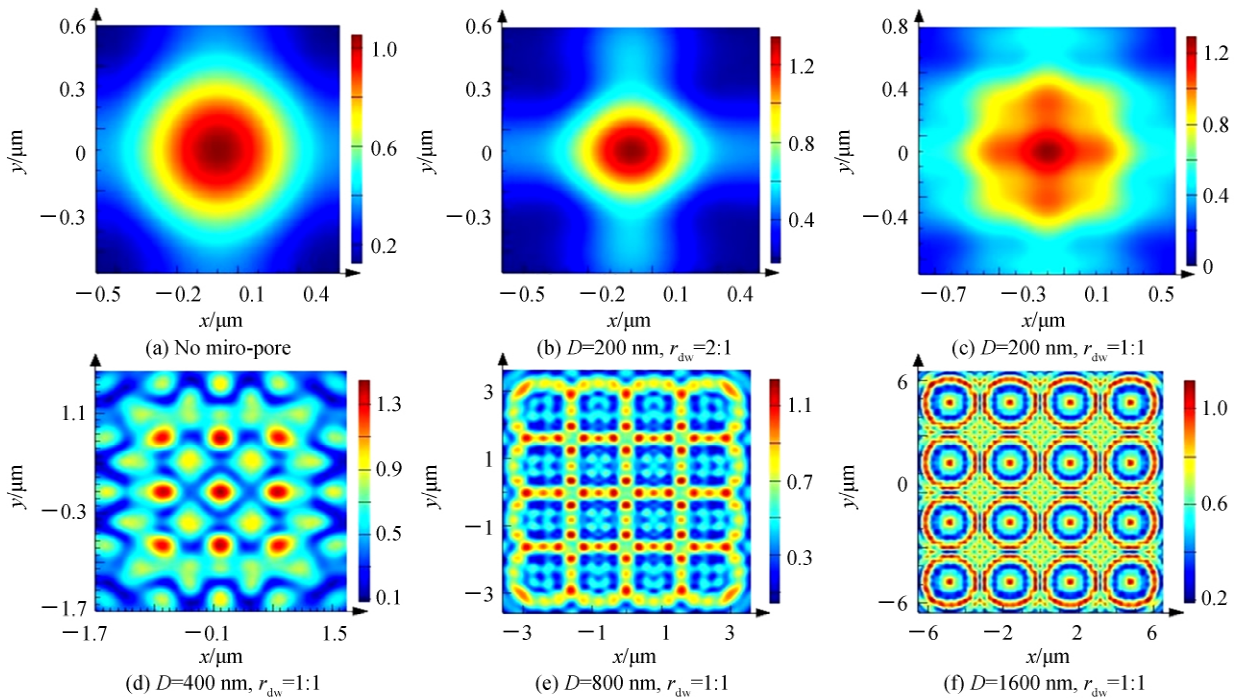 0.6
0.3
0
−0.3
y/μm
−0.5 −0.2 0.1 0.4
x/μm
1.0
0.6
0.2
(a) No miro-pore
0.6
0.3
0
−0.3
y/μm
−0.5 −0.2 0.1 0.4
x/μm
1.2
0.8
0.4
(b) D=200 nm, rdw=2:1
0.8
0.4
0
−0.4
y/μm
−0.7 −0.3 0.1 0.5
x/μm
1.2
0.8
0.4
0
(c) D=200 nm, rdw=1:1
1.1
−0.3
−1.7
y/μm
−1.7 −0.1 1.5
x/μm
1.3
0.9
0.5
0.1
(d) D=400 nm, rdw=1:1
3
1
−1
−3
y/μm
−3 −1 1 3
x/μm
1.1
0.7
0.3
(e) D=800 nm, rdw=1:1
6
0
−6
y/μm
−6 −2 2 6
x/μm
1.0
0.6
0.2
(f) D=1600 nm, rdw=1:1